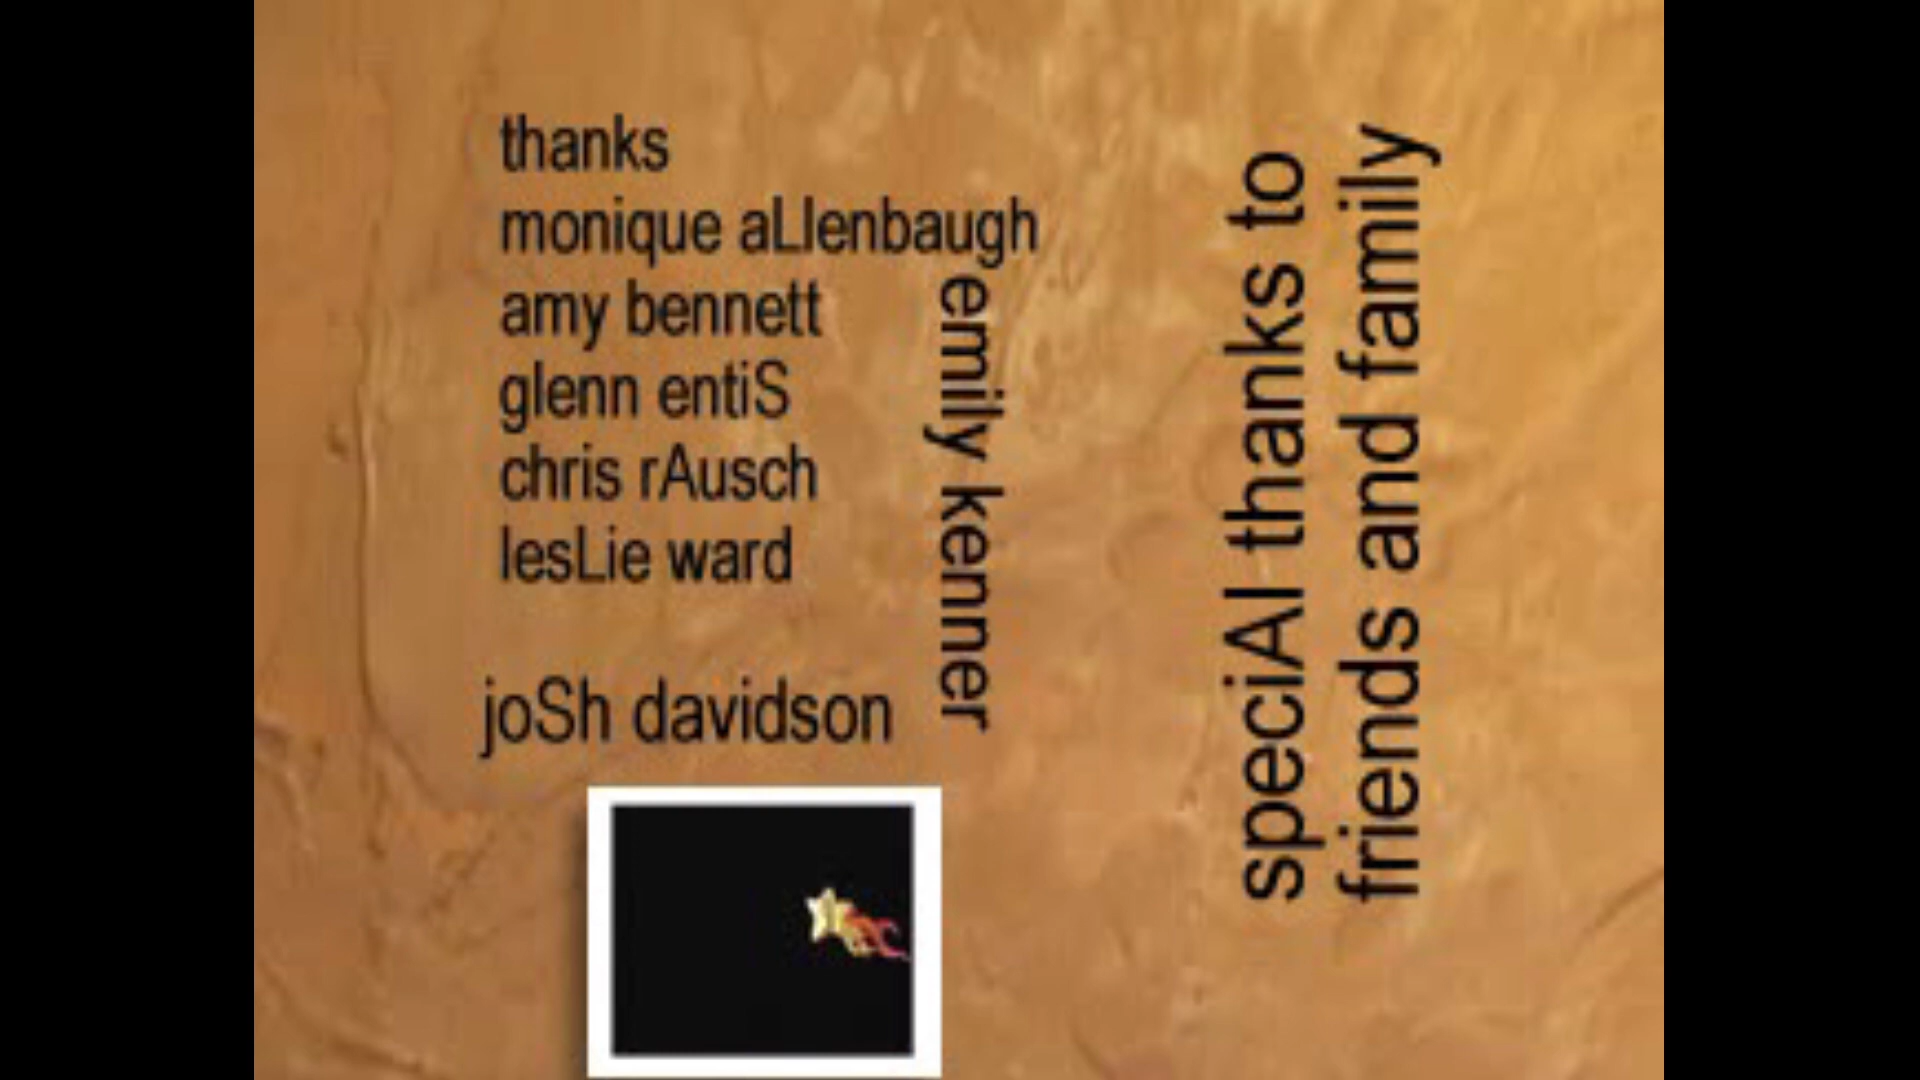 thanks
monique aLlenbaugh
amy bennett
glenn entiS
chris rAusch
lesLie ward
joSh davidson
emily kenner
speciAl thanks to
friends and family